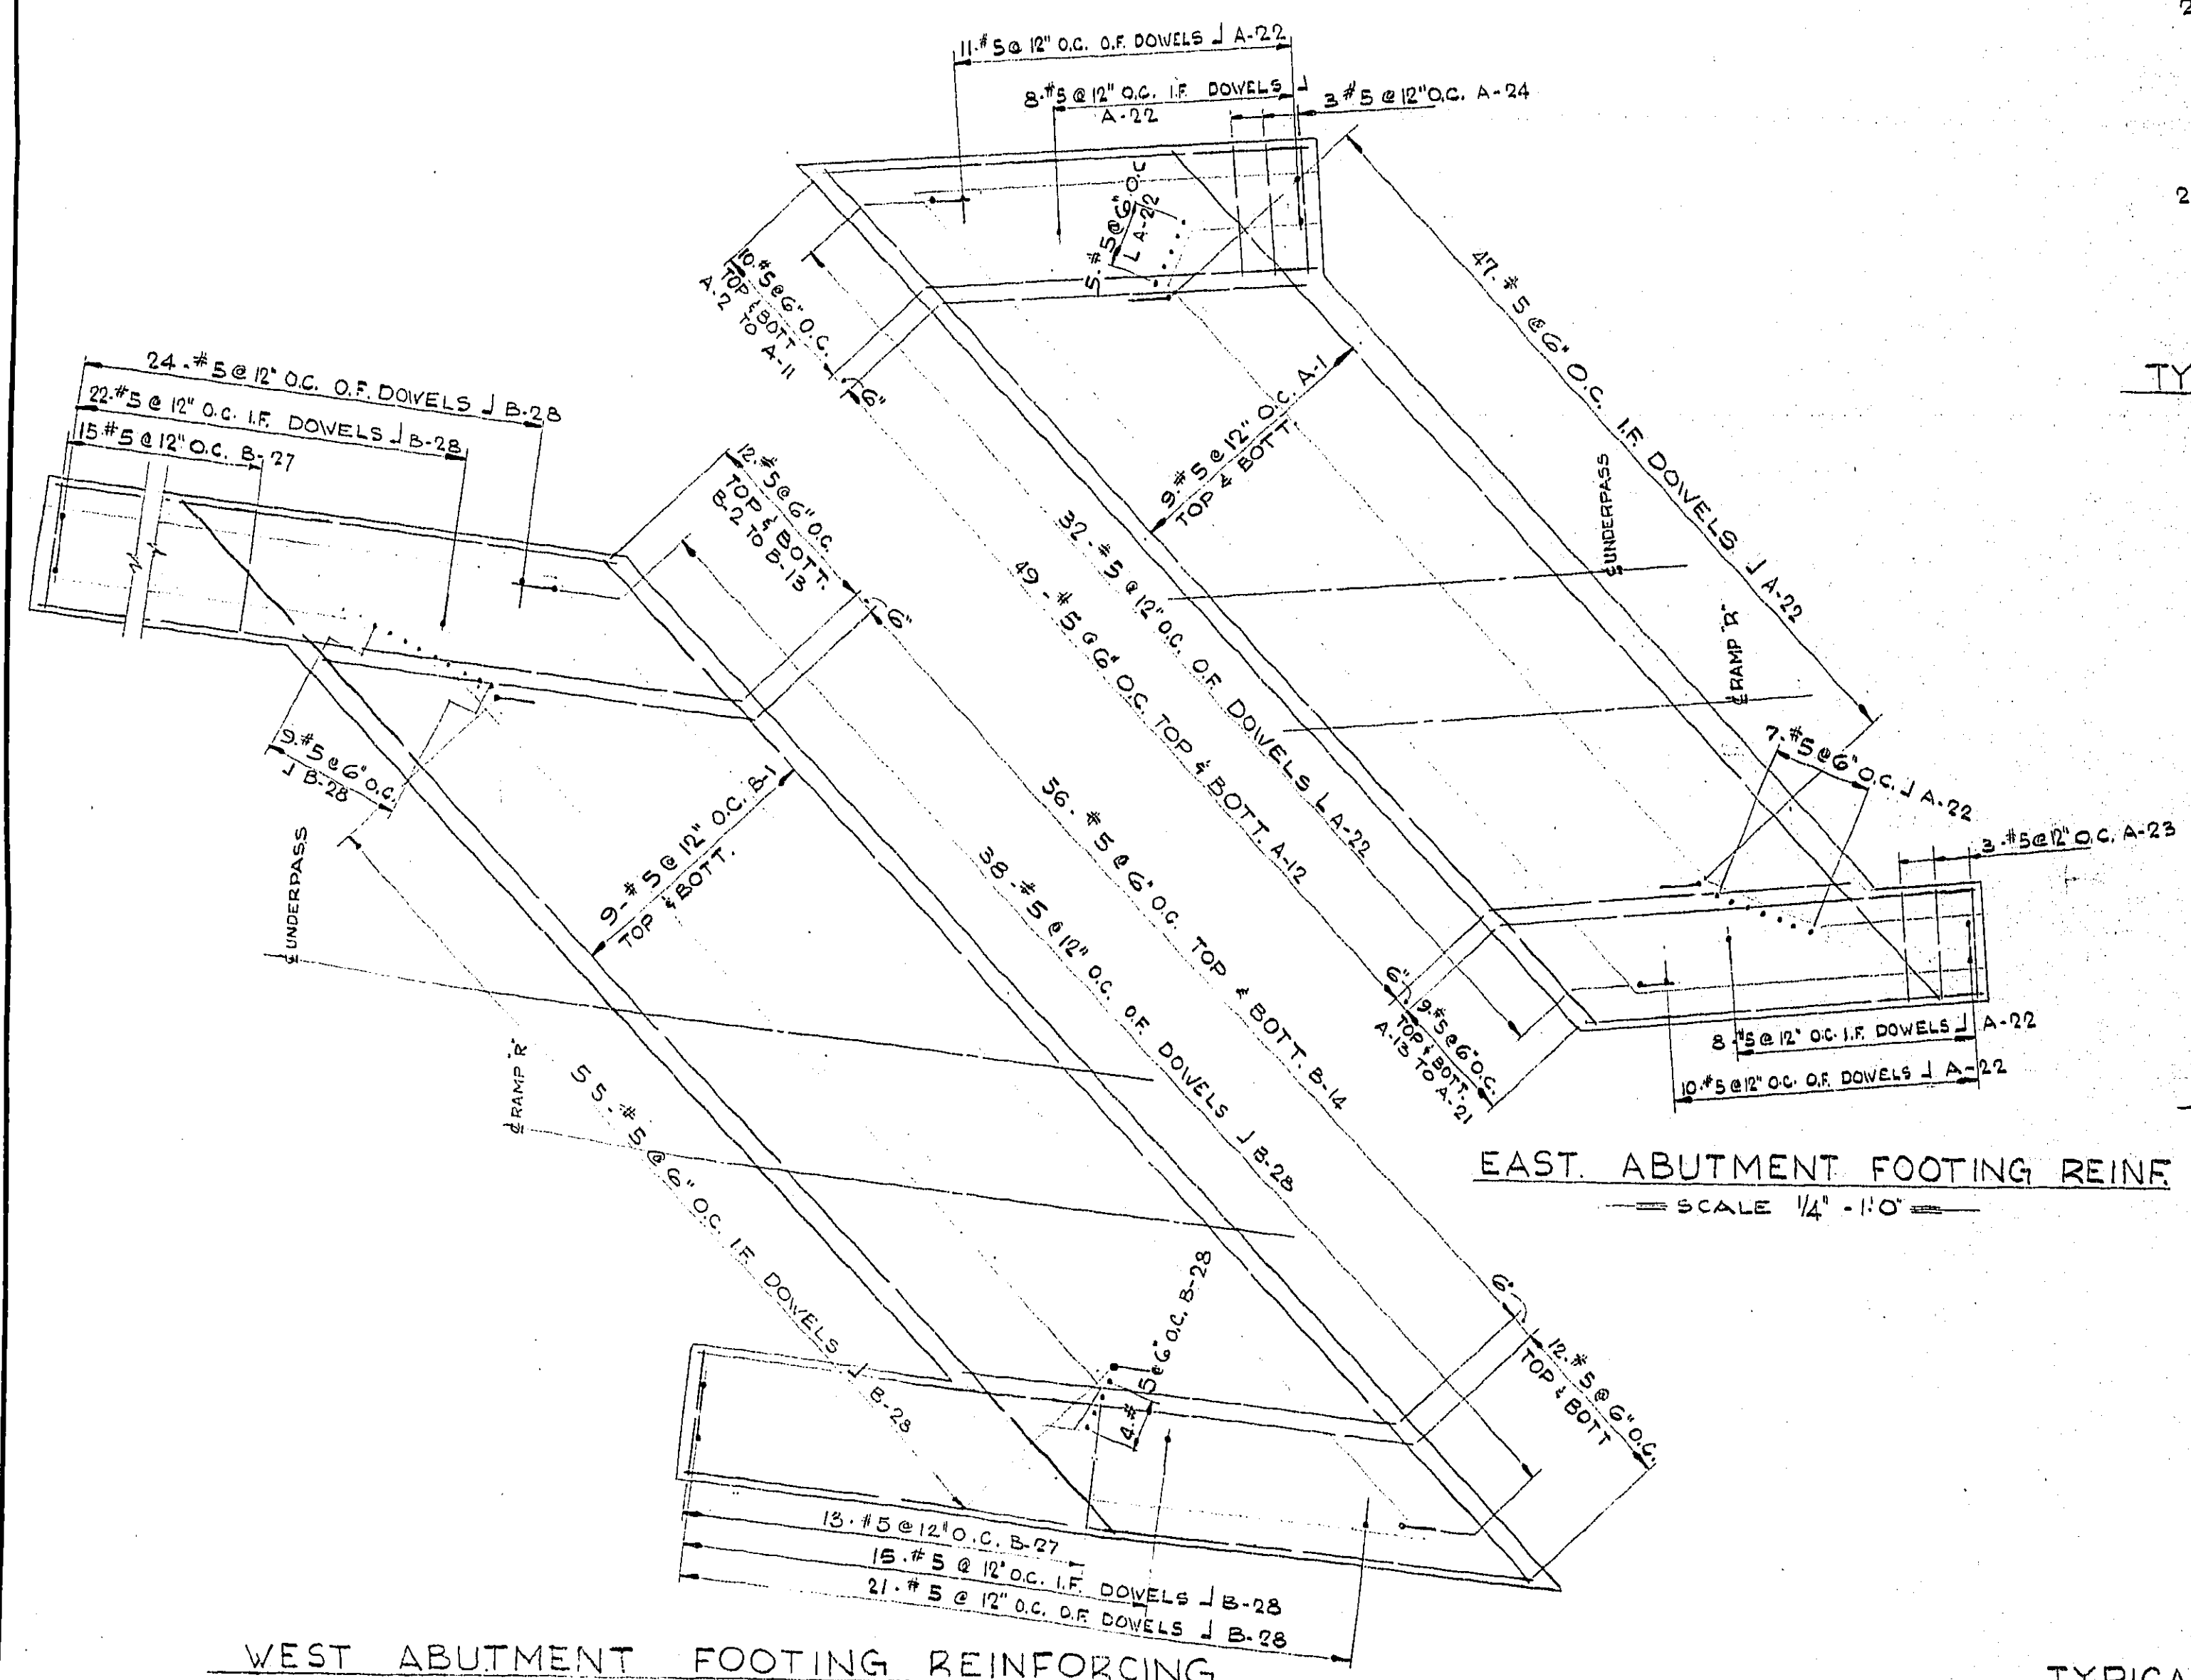 11-#5@ 12" O.C. O.F. DOWELS ⅃ A-22
8-#5 @ 12" O.C. I.F. DOWELS ⅃
A-22
3 #5 @ 12" O.C. A-24
5-#5@6" O.C
L A-22
10-#5@6" O.C.
TOP & BOTT
A-2 TO A-11
6"
47-#5@6" O.C. I.F. DOWELS ⅃ A-22
9-#5@12" O.C. A-1
TOP & BOTT
32-#5@12" O.C. O.F. DOWELS L A-22
49-#5@6" O.C. TOP & BOTT. A-12
℄ UNDERPASS
℄ RAMP "R"
7-#5@6" O.C. ⅃ A-22
3-#5@12" O.C. A-23
6"
9-#5@6" O.C.
TOP & BOTT.
A-13 TO A-21
8-#5@12" O.C. I.F. DOWELS ⅃ A-22
10-#5@12" O.C. O.F. DOWELS ⅃ A-22
EAST. ABUTMENT FOOTING REINF.
SCALE 1/4" - 1'.0"
24-#5@12" O.C. O.F. DOWELS ⅃ B-28
22-#5@ 12" O.C. I.F. DOWELS ⅃ B-28
15-#5@12" O.C. B-27
12-#5@6" O.C.
TOP & BOTT.
B-2 TO B-13
6"
9-#5@6" O.C.
⅃ B-28
9-#5@12" O.C. B-1
TOP & BOTT.
56-#5@6" O.C. TOP & BOTT. B-14
38-#5@12" O.C. O.F. DOWELS ⅃ B-28
℄ UNDERPASS
℄ RAMP "R"
55-#5@6" O.C. I.F. DOWELS ⅃ B-28
4-#5@6" O.C. B-28
6"
12-#5@6" O.C.
TOP & BOTT
13-#5@12" O.C. B-27
15-#5 @ 12" O.C. I.F. DOWELS ⅃ B-28
21-#5 @ 12" O.C. O.F. DOWELS ⅃ B-28
WEST ABUTMENT FOOTING REINFORCING
2
2
TY
TYPICA